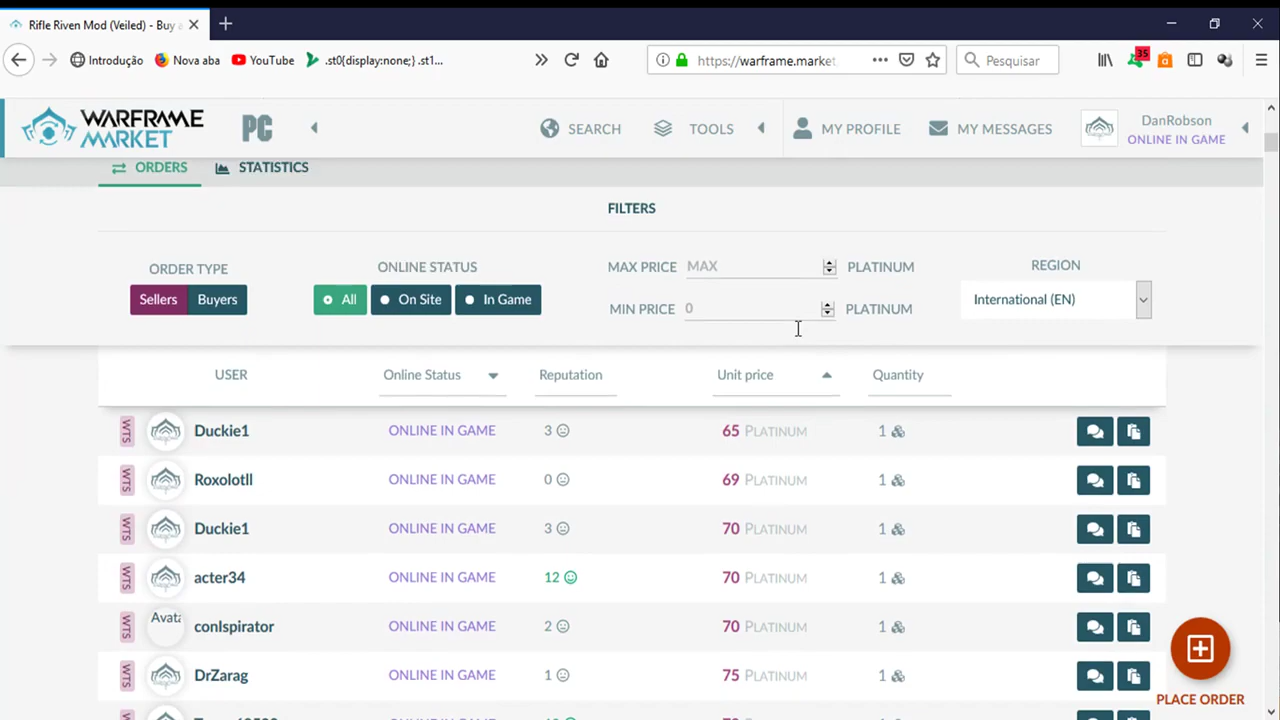 Rifle Riven Mod (Veiled) - Buy
Introdução Nova aba YouTube .st0{display:none;} .st1... https://warframe.market Pesquisar 35
WARFRAME MARKET PC SEARCH TOOLS MY PROFILE MY MESSAGES DanRobson
ONLINE IN GAME
ORDERS STATISTICS
FILTERS
ORDER TYPE ONLINE STATUS MAX PRICE MAX PLATINUM REGION
Sellers Buyers All On Site In Game MIN PRICE 0 PLATINUM International (EN)
USER Online Status Reputation Unit price Quantity
WTS Duckie1 ONLINE IN GAME 3 65 PLATINUM 1
WTS Roxolotll ONLINE IN GAME 0 69 PLATINUM 1
WTS Duckie1 ONLINE IN GAME 3 70 PLATINUM 1
WTS acter34 ONLINE IN GAME 12 70 PLATINUM 1
WTS Avata conIspirator ONLINE IN GAME 2 70 PLATINUM 1
WTS DrZarag ONLINE IN GAME 1 75 PLATINUM 1
PLACE ORDER